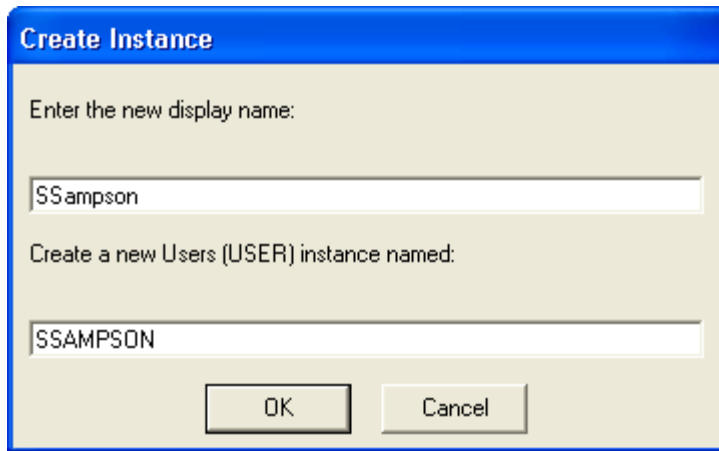 Create Instance
Enter the new display name:
SSampson
Create a new Users (USER) instance named:
SSAMPSON
OK Cancel